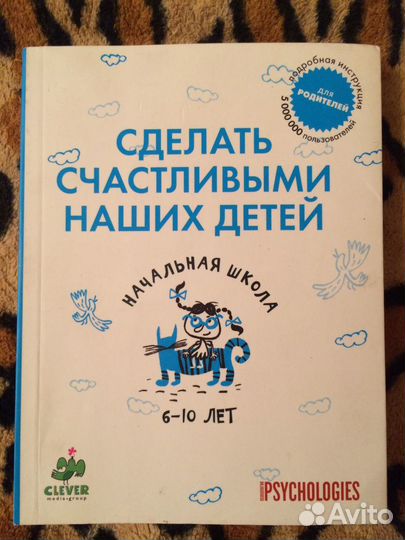 подробная инструкция
для
РОДИТЕЛЕЙ
5 000 000 пользователей
СДЕЛАТЬ
СЧАСТЛИВЫМИ
НАШИХ ДЕТЕЙ
НАЧАЛЬНАЯ ШКОЛА
6–10 ЛЕТ
CLEVER
media-group
PSYCHOLOGIES
Avito